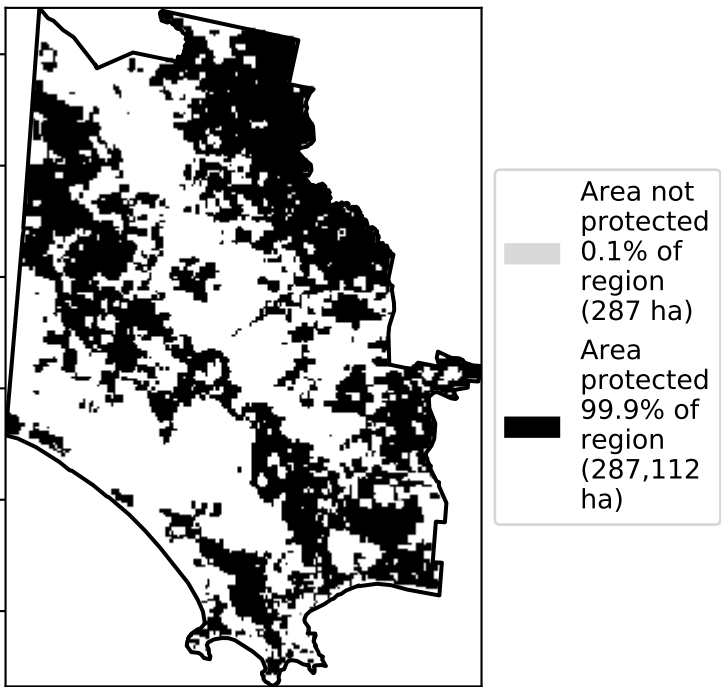 Area not
protected
0.1% of
region
(287 ha)
Area
protected
99.9% of
region
(287,112
ha)